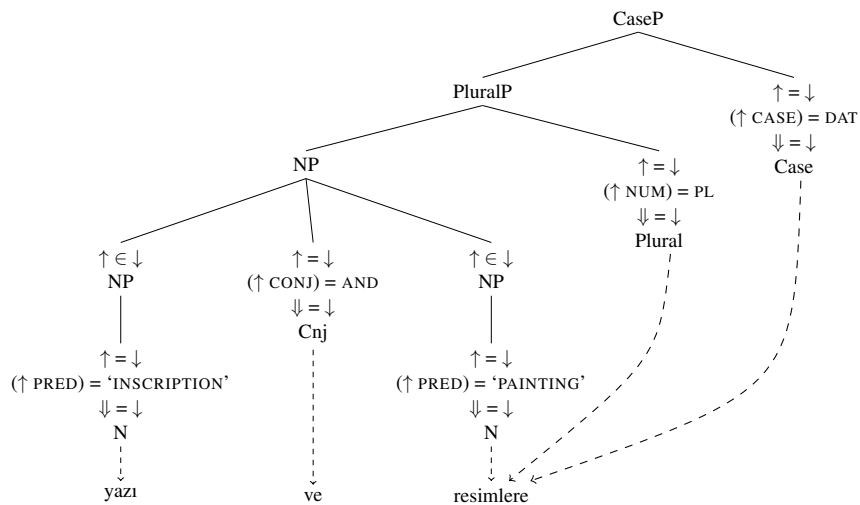 CaseP
PluralP
↑ = ↓
(↑ CASE) = DAT
⇓ = ↓
Case
NP
↑ = ↓
(↑ NUM) = PL
⇓ = ↓
Plural
↑ ∈ ↓
NP
↑ = ↓
(↑ CONJ) = AND
⇓ = ↓
Cnj
↑ ∈ ↓
NP
↑ = ↓
(↑ PRED) = ‘INSCRIPTION’
⇓ = ↓
N
↑ = ↓
(↑ PRED) = ‘PAINTING’
⇓ = ↓
N
yazı ve resimlere